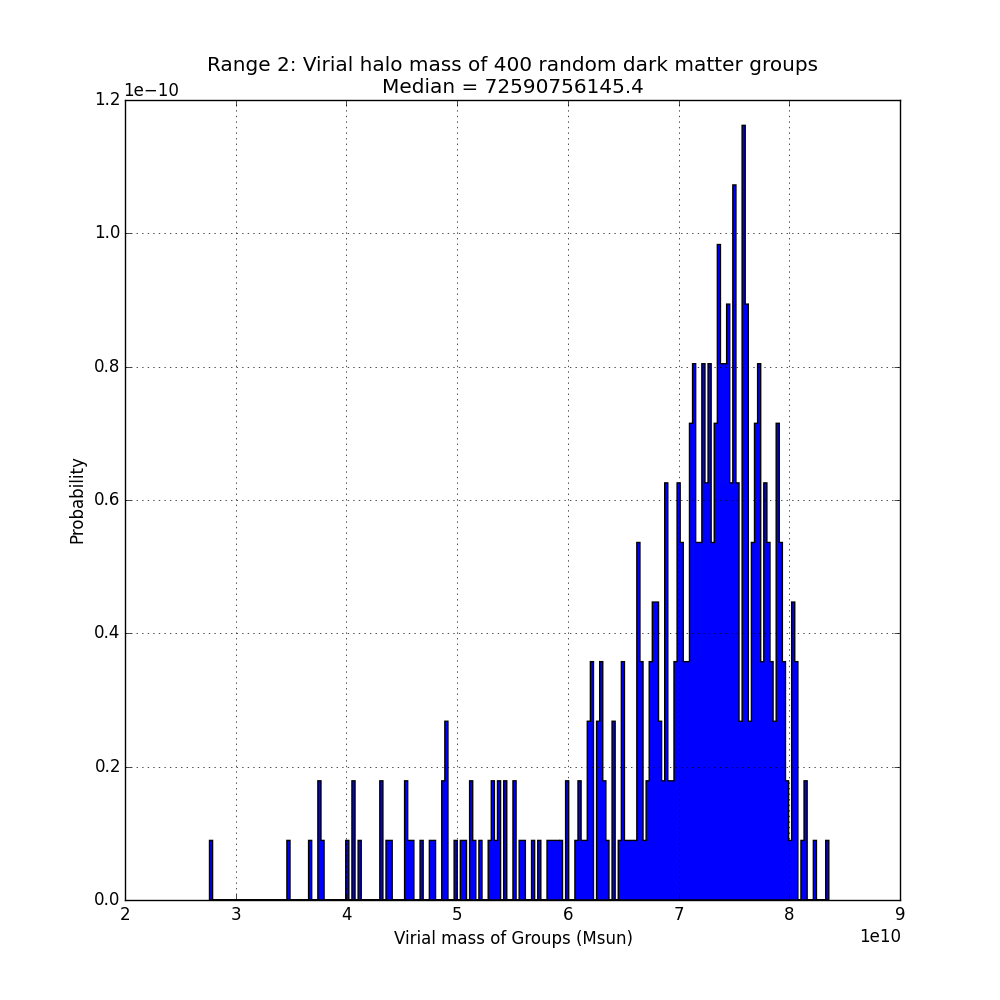 Range 2: Virial halo mass of 400 random dark matter groups
Median = 72590756145.4
1e−10
1.2
1.0
0.8
0.6
0.4
0.2
0.0
Probability
2 3 4 5 6 7 8 9
1e10
Virial mass of Groups (Msun)